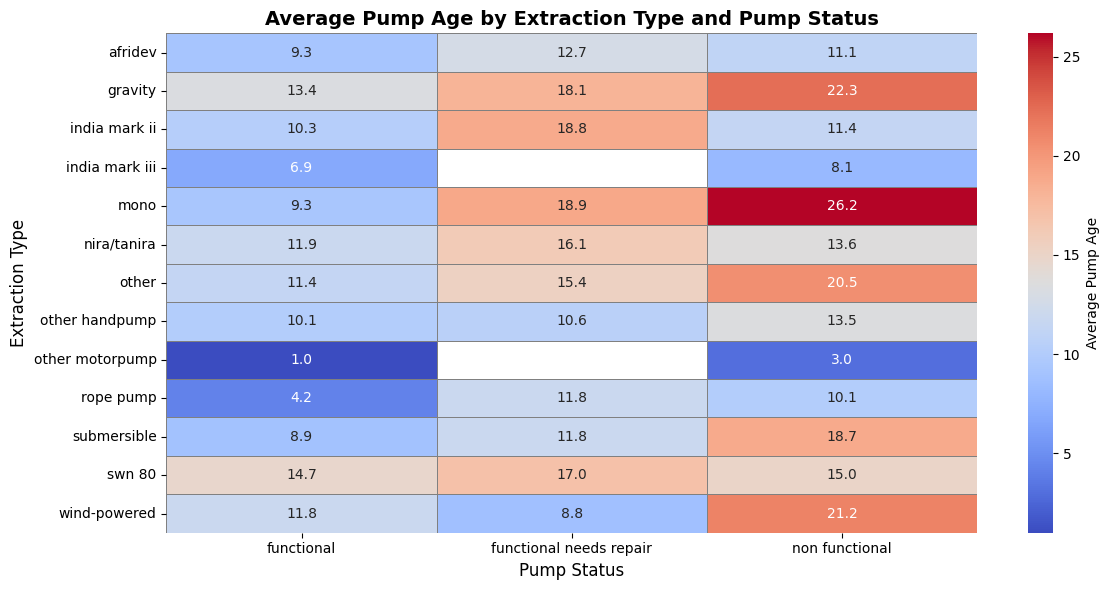 Average Pump Age by Extraction Type and Pump Status
Extraction Type
afridev 9.3 12.7 11.1
gravity 13.4 18.1 22.3
india mark ii 10.3 18.8 11.4
india mark iii 6.9 8.1
mono 9.3 18.9 26.2
nira/tanira 11.9 16.1 13.6
other 11.4 15.4 20.5
other handpump 10.1 10.6 13.5
other motorpump 1.0 3.0
rope pump 4.2 11.8 10.1
submersible 8.9 11.8 18.7
swn 80 14.7 17.0 15.0
wind-powered 11.8 8.8 21.2
functional functional needs repair non functional
Pump Status
25
20
15
10
5
Average Pump Age